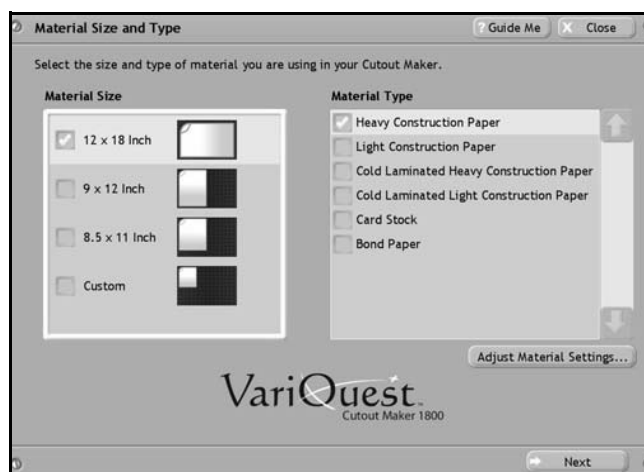 Material Size and Type
? Guide Me
X Close
Select the size and type of material you are using in your Cutout Maker.
Material Size
12 x 18 Inch
9 x 12 Inch
8.5 x 11 Inch
Custom
Material Type
Heavy Construction Paper
Light Construction Paper
Cold Laminated Heavy Construction Paper
Cold Laminated Light Construction Paper
Card Stock
Bond Paper
Adjust Material Settings...
VariQuest™
Cutout Maker 1800
Next